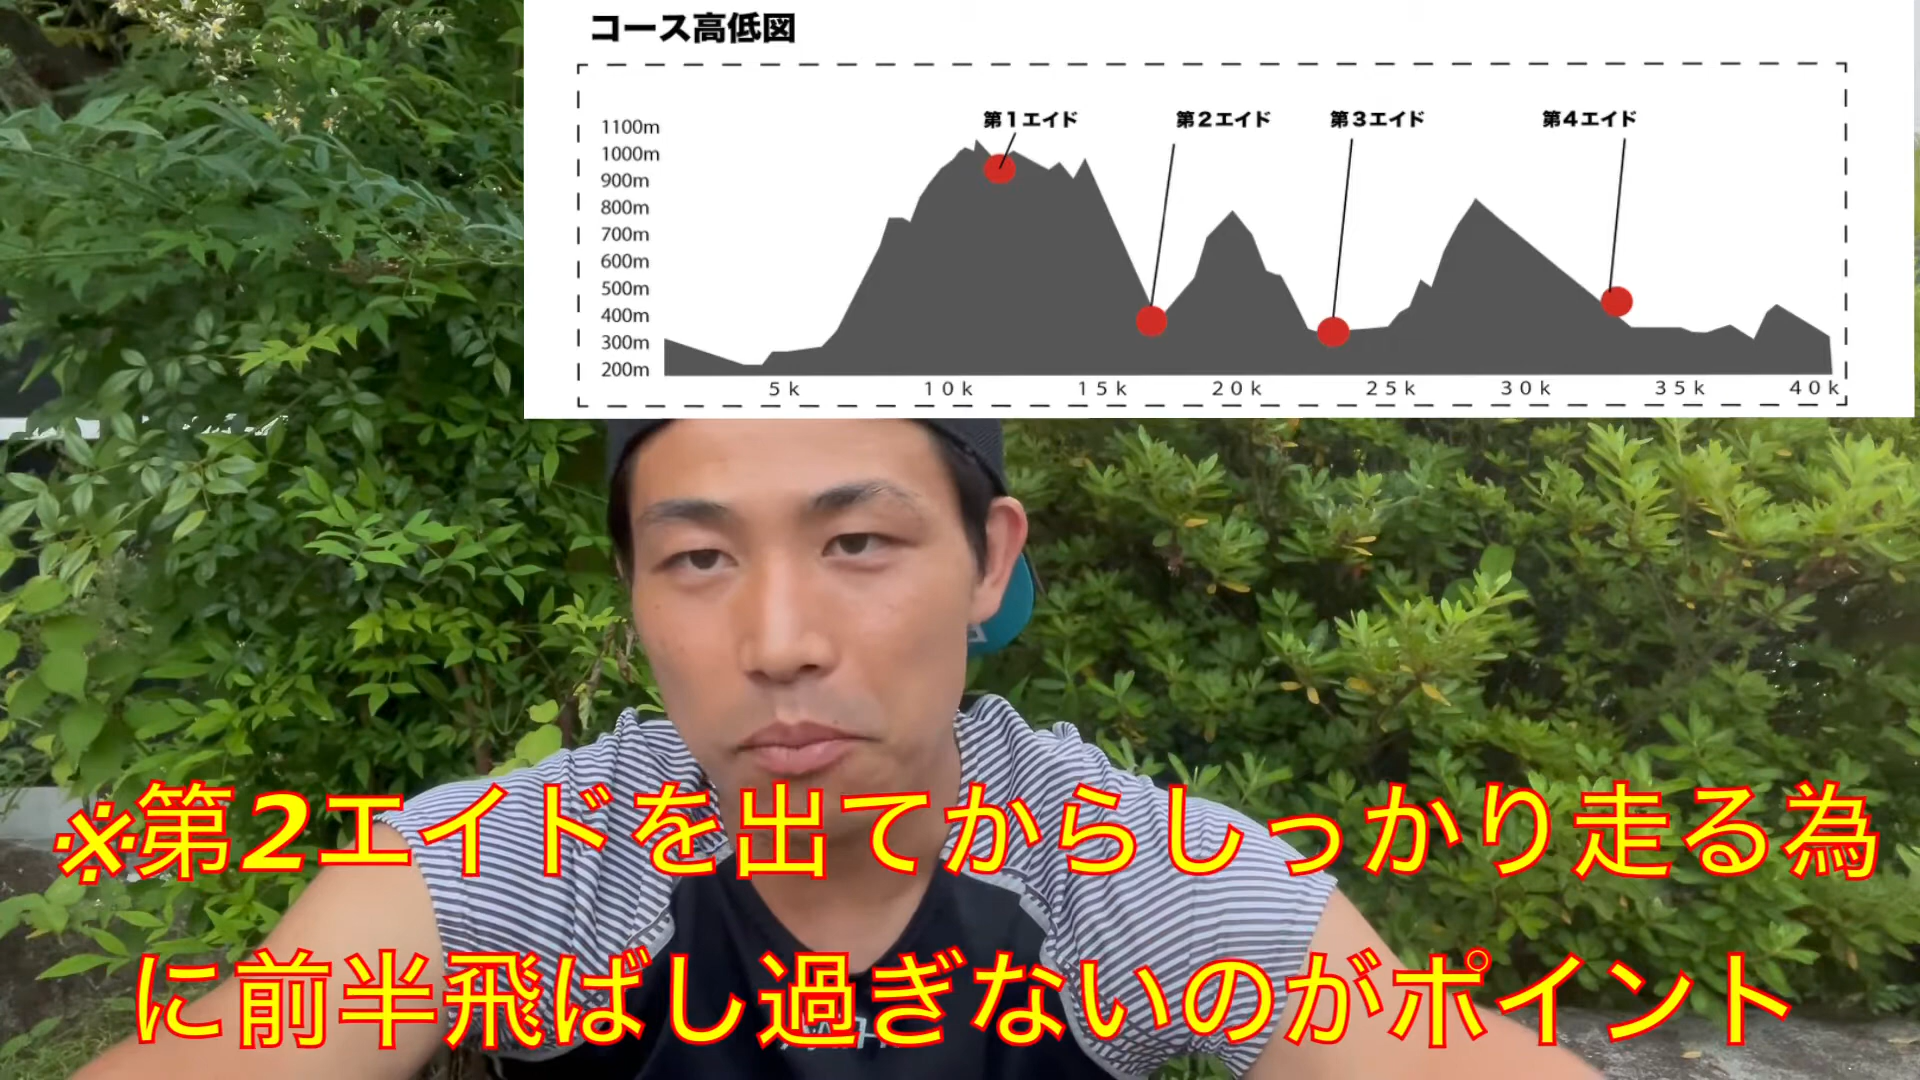 コース高低図
第1エイド
第2エイド
第3エイド
第4エイド
1100m
1000m
900m
800m
700m
600m
500m
400m
300m
200m
5k
10k
15k
20k
25k
30k
35k
40k
※第2エイドを出てからしっかり走る為
に前半飛ばし過ぎないのがポイント